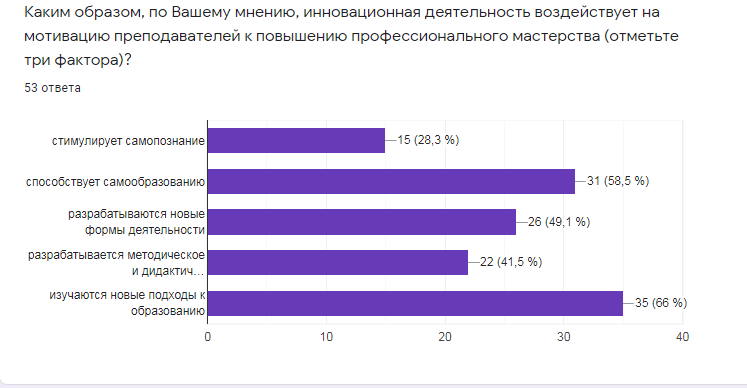 Каким образом, по Вашему мнению, инновационная деятельность воздействует на
мотивацию преподавателей к повышению профессионального мастерства (отметьте
три фактора)?
53 ответа
стимулирует самопознание
15 (28,3 %)
способствует самообразованию
31 (58,5 %)
разрабатываются новые
формы деятельности
26 (49,1 %)
разрабатывается методическое
и дидактич…
22 (41,5 %)
изучаются новые подходы к
образованию
35 (66 %)
0 10 20 30 40